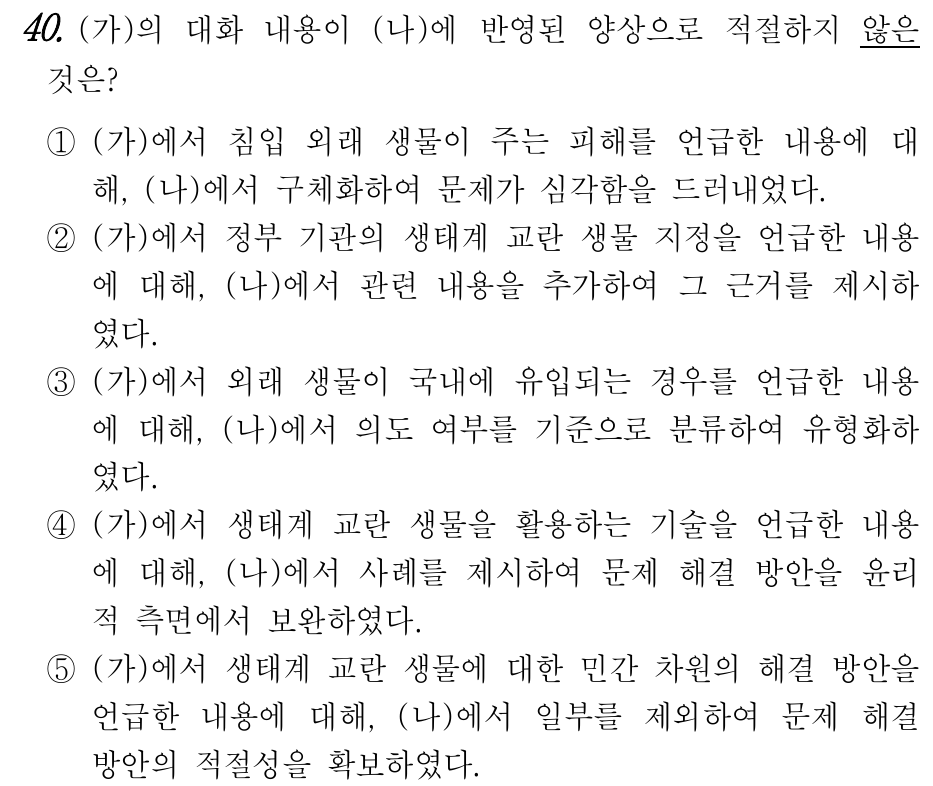 40. (가)의 대화 내용이 (나)에 반영된 양상으로 적절하지 않은
것은?
① (가)에서 침입 외래 생물이 주는 피해를 언급한 내용에 대
해, (나)에서 구체화하여 문제가 심각함을 드러내었다.
② (가)에서 정부 기관의 생태계 교란 생물 지정을 언급한 내용
에 대해, (나)에서 관련 내용을 추가하여 그 근거를 제시하
였다.
③ (가)에서 외래 생물이 국내에 유입되는 경우를 언급한 내용
에 대해, (나)에서 의도 여부를 기준으로 분류하여 유형화하
였다.
④ (가)에서 생태계 교란 생물을 활용하는 기술을 언급한 내용
에 대해, (나)에서 사례를 제시하여 문제 해결 방안을 윤리
적 측면에서 보완하였다.
⑤ (가)에서 생태계 교란 생물에 대한 민간 차원의 해결 방안을
언급한 내용에 대해, (나)에서 일부를 제외하여 문제 해결
방안의 적절성을 확보하였다.